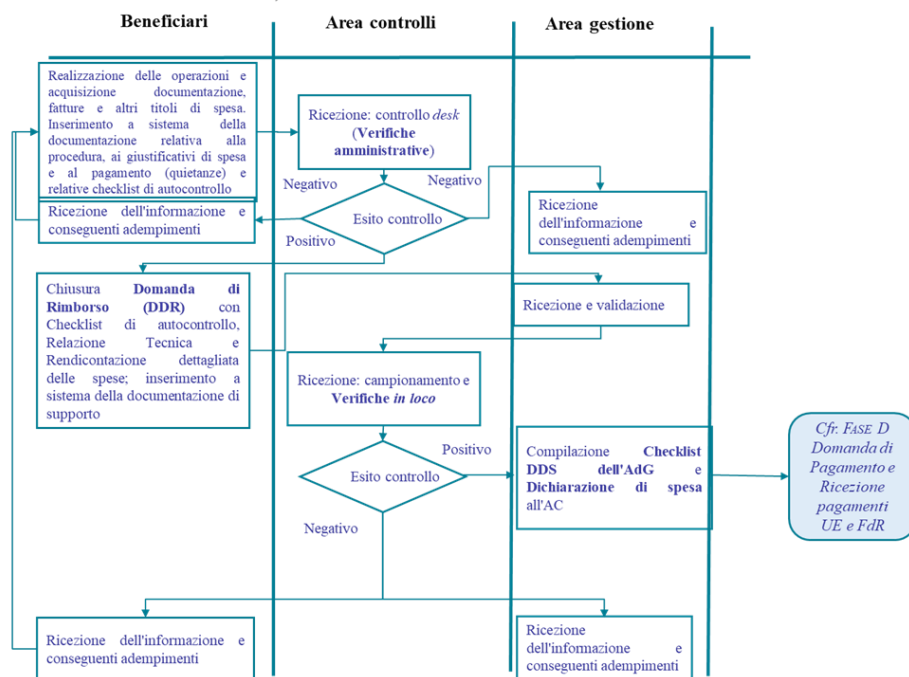 Beneficiari
Area controlli
Area gestione
Realizzazione delle operazioni e
acquisizione documentazione,
fatture e altri titoli di spesa.
Inserimento a sistema della
documentazione relativa alla
procedura, ai giustificativi di spesa
e al pagamento (quietanze) e
relative checklist di autocontrollo
Ricezione: controllo desk
(Verifiche
amministrative)
Negativo
Negativo
Ricezione dell'informazione e
conseguenti adempimenti
Esito controllo
Ricezione
dell'informazione e
conseguenti adempimenti
Positivo
Chiusura Domanda di
Rimborso (DDR) con
Checklist di autocontrollo,
Relazione Tecnica e
Rendicontazione dettagliata
delle spese; inserimento a
sistema della documentazione di
supporto
Ricezione e validazione
Ricezione: campionamento e
Verifiche in loco
Positivo
Esito controllo
Compilazione Checklist
DDS dell'AdG e
Dichiarazione di spesa
all'AC
Cfr. FASE D
Domanda di
Pagamento e
Ricezione
pagamenti
UE e FdR
Negativo
Ricezione dell'informazione e
conseguenti adempimenti
Ricezione
dell'informazione e
conseguenti adempimenti